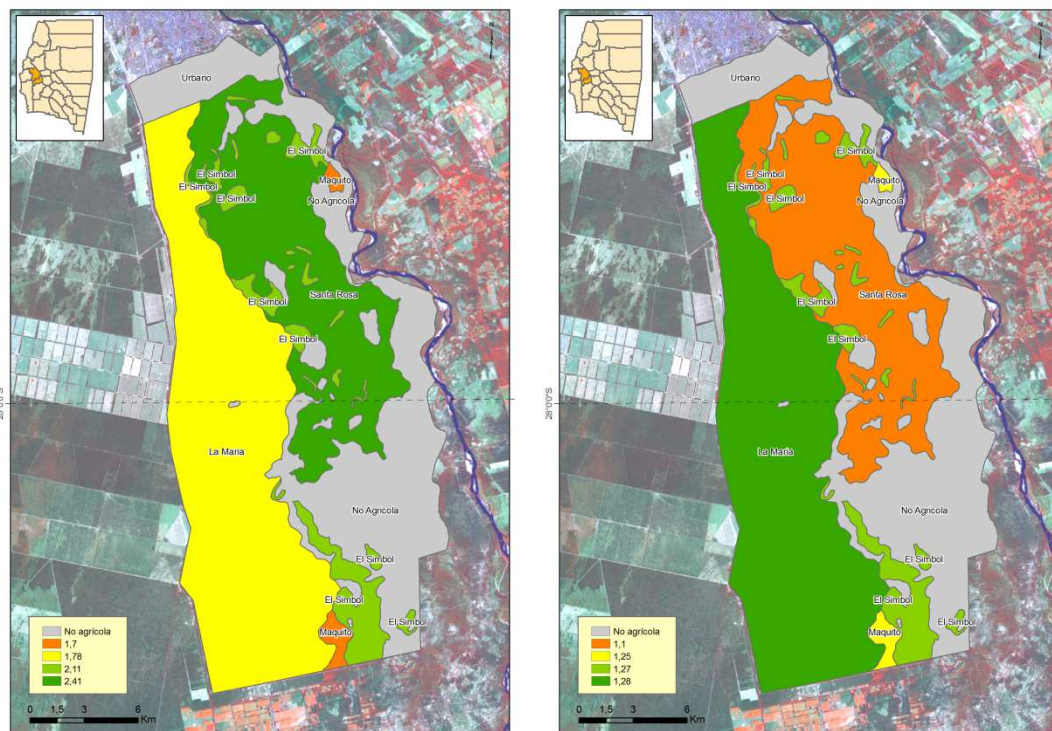 N
Urbano
El Simbol
El Simbol
Maquito
El Simbol
El Simbol
No Agricola
Santa Rosa
El Simbol
El Simbol
28°0'0"S
La Maria
No Agricola
El Simbol
El Simbol
El Simbol
Maquito
No agrícola
1,7
1,78
2,11
2,41
0 1,5 3 6
Km
N
Urbano
El Simbol
El Simbol
Maquito
El Simbol
El Simbol
No Agricola
Santa Rosa
El Simbol
El Simbol
28°0'0"S
La Maria
No Agricola
El Simbol
El Simbol
El Simbol
Maquito
No agrícola
1,1
1,25
1,27
1,28
0 1,5 3 6
Km